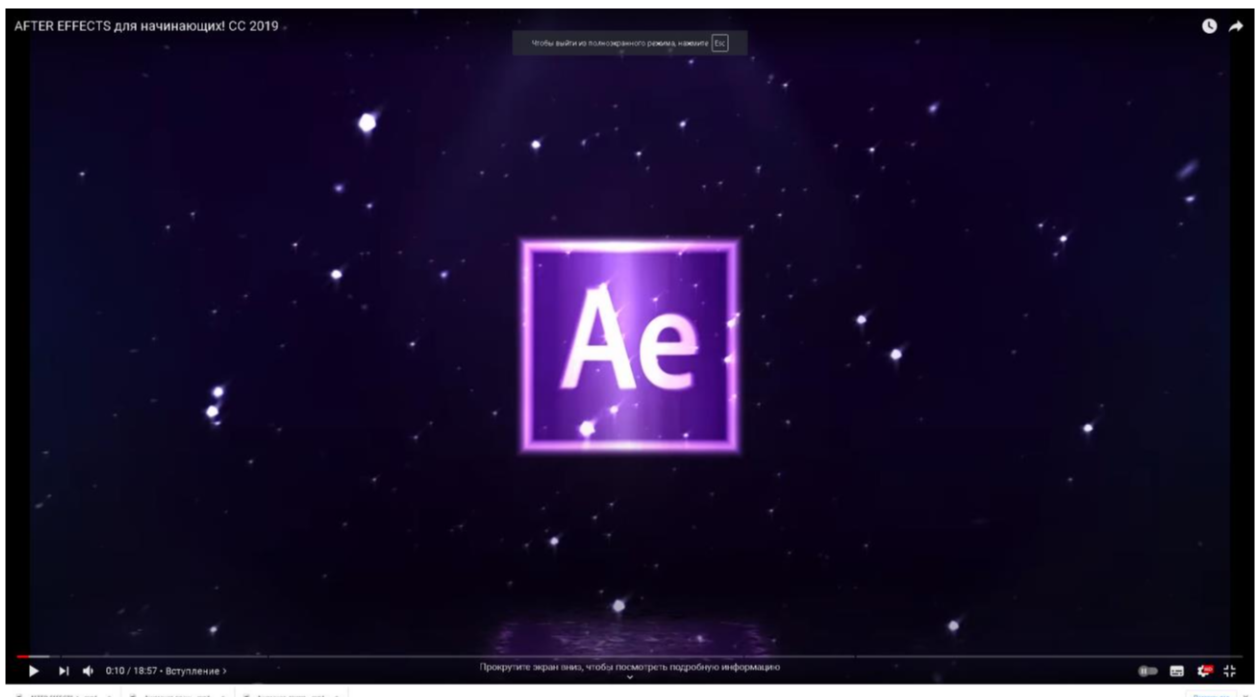 AFTER EFFECTS для начинающих! CC 2019
Чтобы выйти из полноэкранного режима, нажмите Esc
Ae
0:10 / 18:57 • Вступление >
Прокрутите экран вниз, чтобы посмотреть подробную информацию